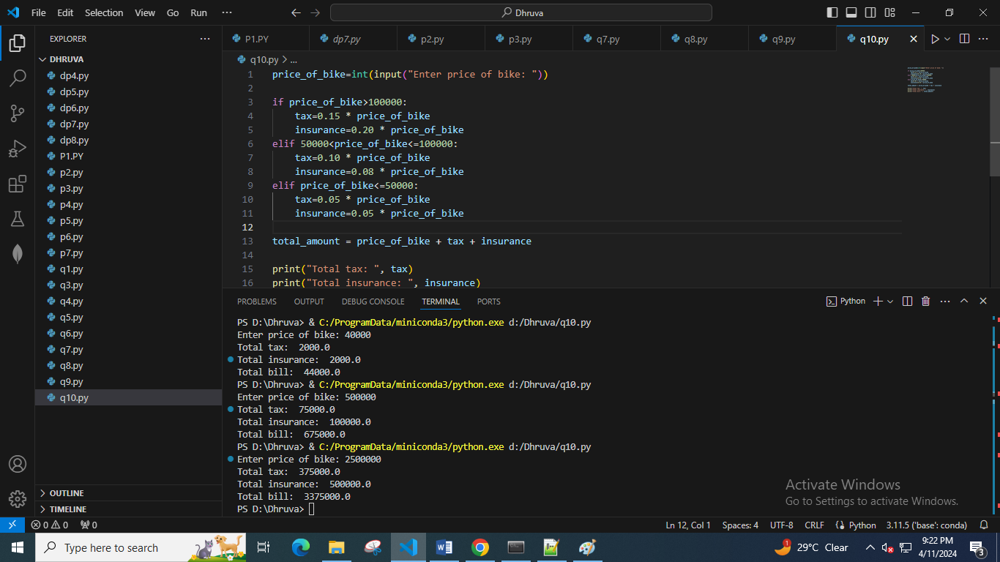 File Edit Selection View Go Run ··· Dhruva
EXPLORER ···
DHRUVA
dp4.py
dp5.py
dp6.py
dp7.py
dp8.py
P1.PY
p2.py
p3.py
p4.py
p5.py
p6.py
p7.py
q1.py
q3.py
q4.py
q5.py
q6.py
q7.py
q8.py
q9.py
q10.py
OUTLINE
TIMELINE
P1.PY dp7.py p2.py p3.py q7.py q8.py q9.py q10.py
q10.py > ...
1 price_of_bike=int(input("Enter price of bike: "))
2
3 if price_of_bike>100000:
4 tax=0.15 * price_of_bike
5 insurance=0.20 * price_of_bike
6 elif 50000<price_of_bike<=100000:
7 tax=0.10 * price_of_bike
8 insurance=0.08 * price_of_bike
9 elif price_of_bike<=50000:
10 tax=0.05 * price_of_bike
11 insurance=0.05 * price_of_bike
12
13 total_amount = price_of_bike + tax + insurance
14
15 print("Total tax: ", tax)
16 print("Total insurance: ", insurance)
PROBLEMS OUTPUT DEBUG CONSOLE TERMINAL PORTS Python
PS D:\Dhruva> & C:/ProgramData/miniconda3/python.exe d:/Dhruva/q10.py
Enter price of bike: 40000
Total tax:  2000.0
Total insurance:  2000.0
Total bill:  44000.0
PS D:\Dhruva> & C:/ProgramData/miniconda3/python.exe d:/Dhruva/q10.py
Enter price of bike: 500000
Total tax:  75000.0
Total insurance:  100000.0
Total bill:  675000.0
PS D:\Dhruva> & C:/ProgramData/miniconda3/python.exe d:/Dhruva/q10.py
Enter price of bike: 2500000
Total tax:  375000.0
Total insurance:  500000.0
Total bill:  3375000.0
PS D:\Dhruva>
Activate Windows
Go to Settings to activate Windows.
0 0 0 Ln 12, Col 1 Spaces: 4 UTF-8 CRLF Python 3.11.5 ('base': conda)
Type here to search 1 29°C Clear 9:22 PM
4/11/2024 3